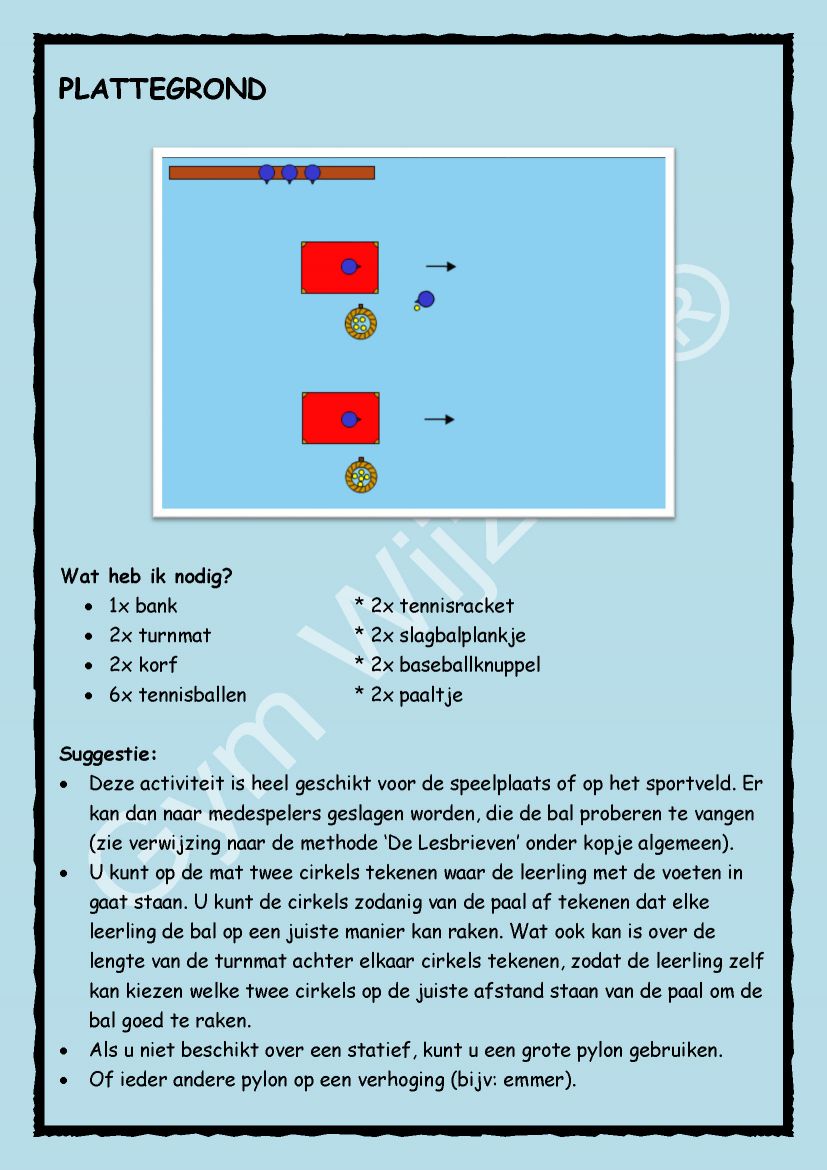 PLATTEGROND
Wat heb ik nodig?
• 1x bank * 2x tennisracket
• 2x turnmat * 2x slagbalplankje
• 2x korf * 2x baseballknuppel
• 6x tennisballen * 2x paaltje
Suggestie:
• Deze activiteit is heel geschikt voor de speelplaats of op het sportveld. Er
kan dan naar medespelers geslagen worden, die de bal proberen te vangen
(zie verwijzing naar de methode ‘De Lesbrieven’ onder kopje algemeen).
• U kunt op de mat twee cirkels tekenen waar de leerling met de voeten in
gaat staan. U kunt de cirkels zodanig van de paal af tekenen dat elke
leerling de bal op een juiste manier kan raken. Wat ook kan is over de
lengte van de turnmat achter elkaar cirkels tekenen, zodat de leerling zelf
kan kiezen welke twee cirkels op de juiste afstand staan van de paal om de
bal goed te raken.
• Als u niet beschikt over een statief, kunt u een grote pylon gebruiken.
• Of ieder andere pylon op een verhoging (bijv: emmer).
Gym Wijz
®